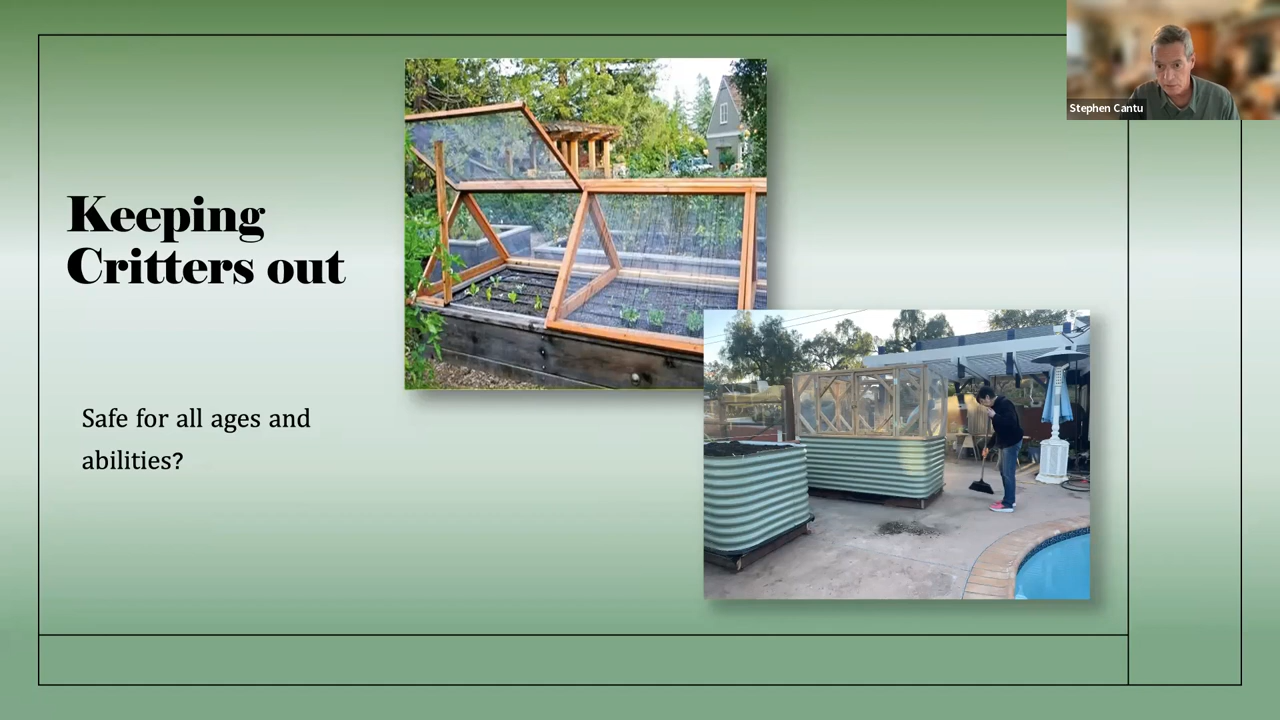 Stephen Cantu
Keeping
Critters out
Safe for all ages and
abilities?